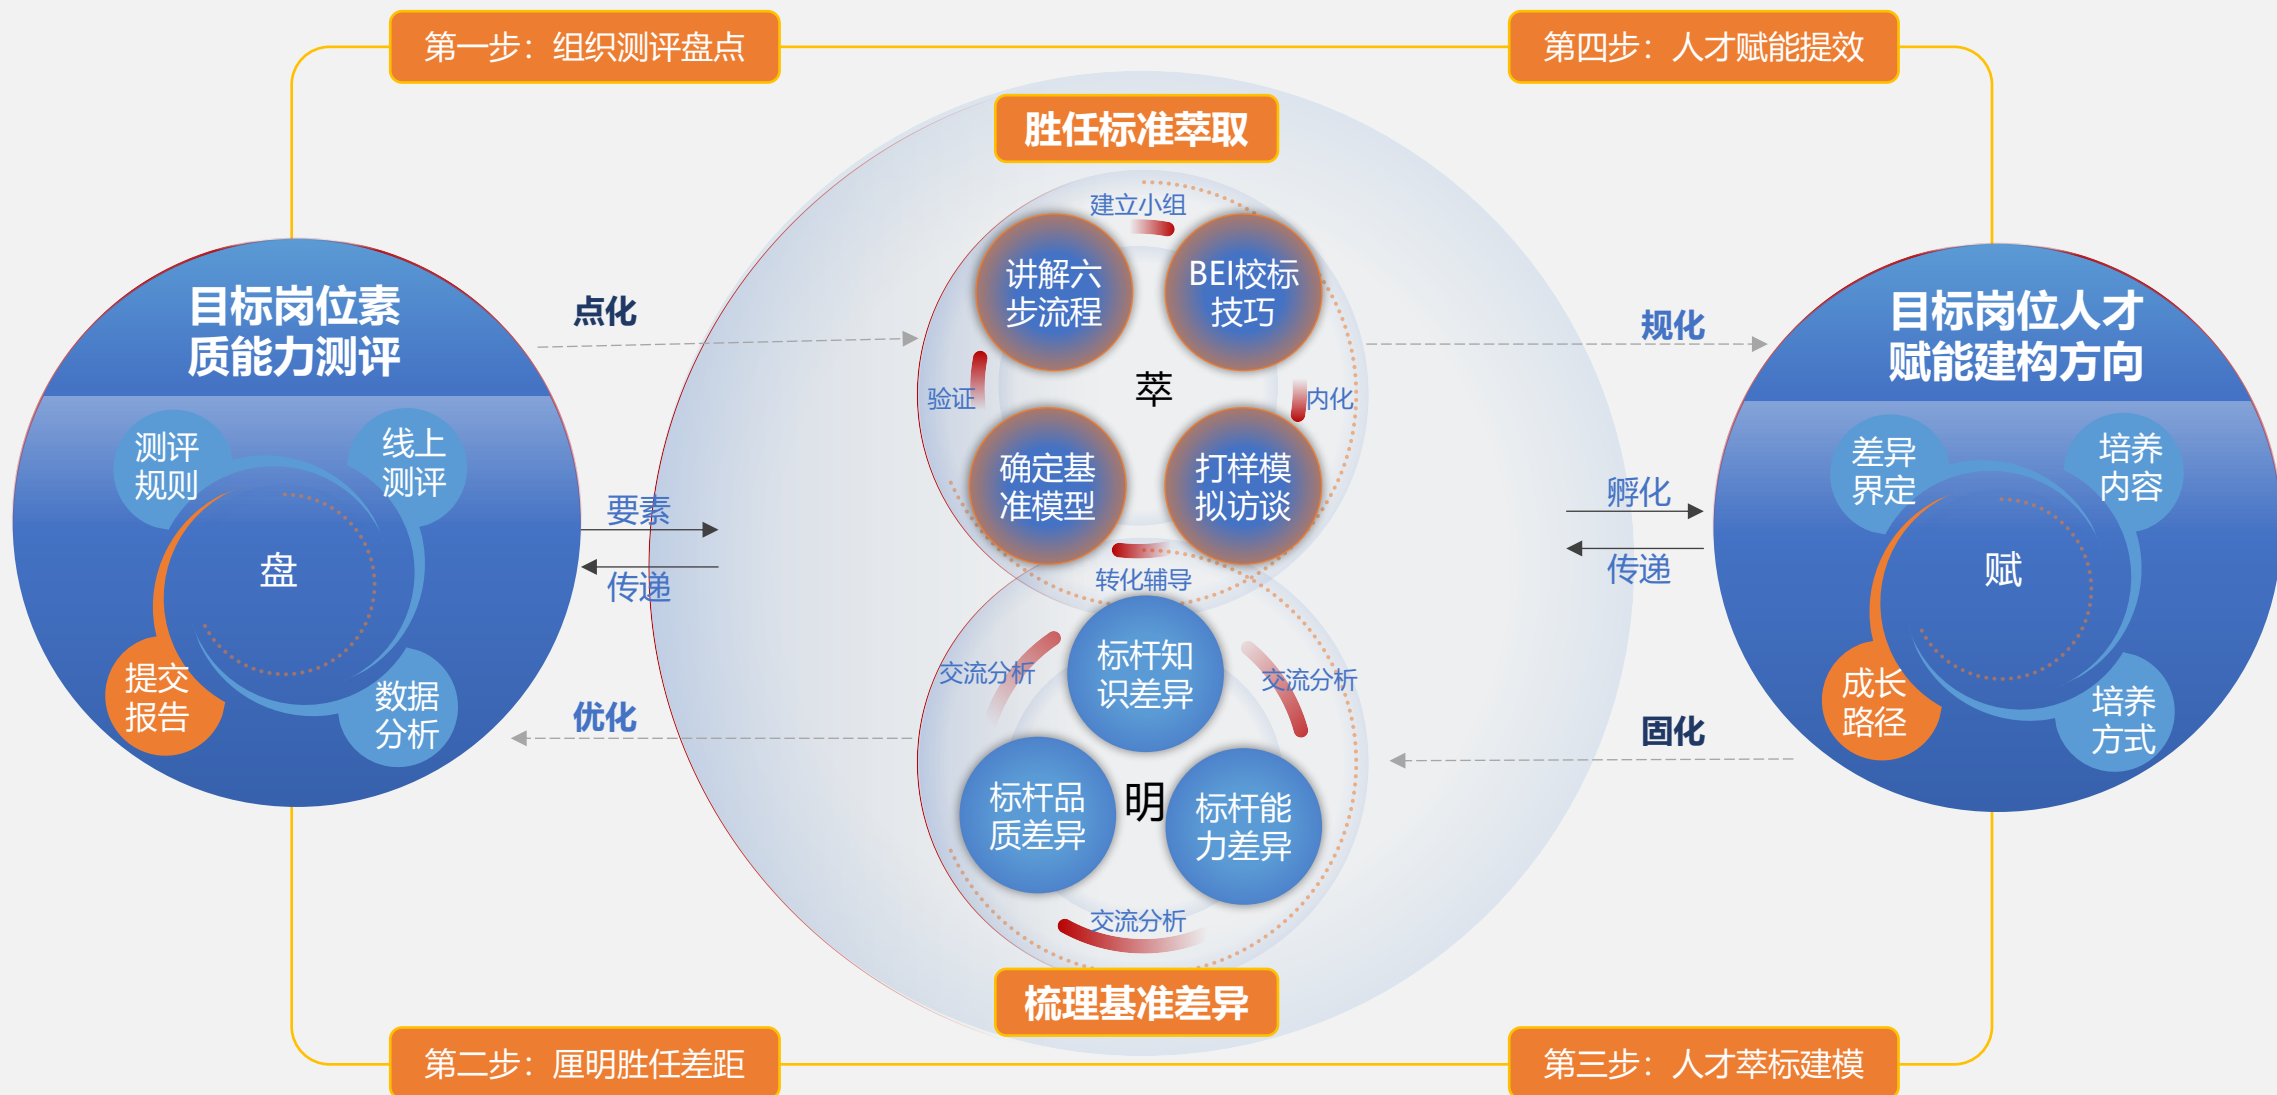 第一步：组织测评盘点
第四步：人才赋能提效
胜任标准萃取
建立小组
讲解六
步流程
BEI校标
技巧
目标岗位素
质能力测评
点化
规化
目标岗位人才
赋能建构方向
验证
萃
内化
测评
规则
线上
测评
确定基
准模型
打样模
拟访谈
差异
界定
培养
内容
要素
传递
孵化
传递
盘
赋
转化辅导
交流分析
标杆知
识差异
交流分析
提交
报告
数据
分析
优化
固化
成长
路径
培养
方式
标杆品
质差异
明
标杆能
力差异
交流分析
梳理基准差异
第二步：厘明胜任差距
第三步：人才萃标建模